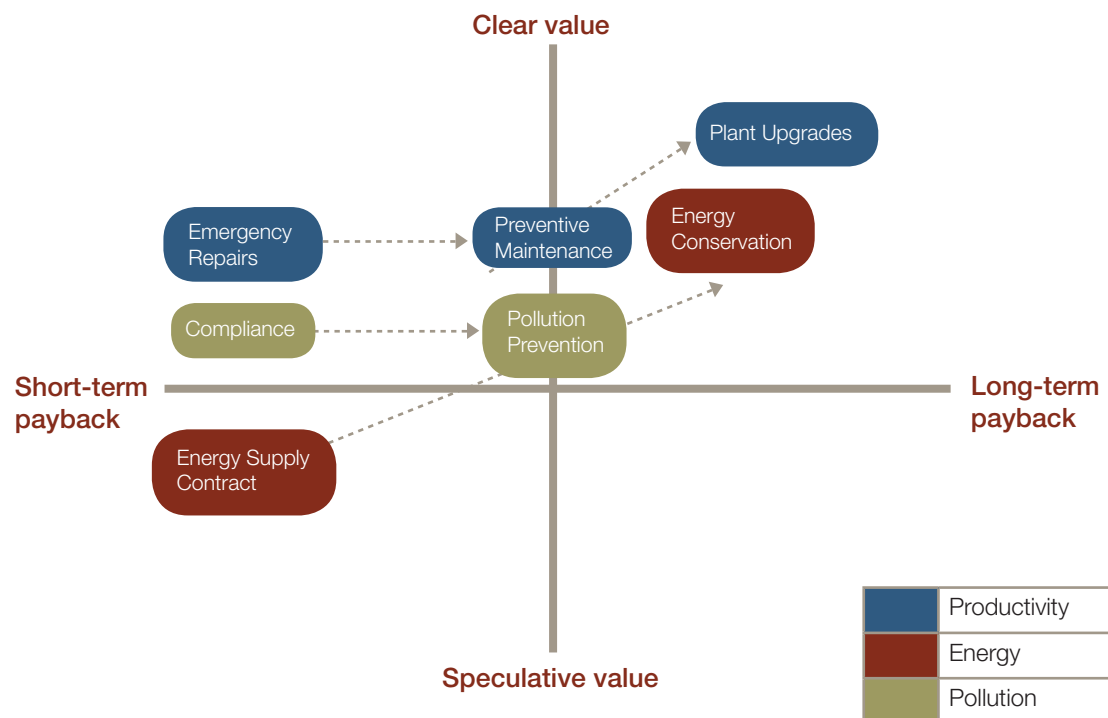 Clear value
Plant Upgrades
Emergency
Repairs
Preventive
Maintenance
Energy
Conservation
Compliance
Pollution
Prevention
Short-term
payback
Long-term
payback
Energy Supply
Contract
Speculative value
Productivity
Energy
Pollution